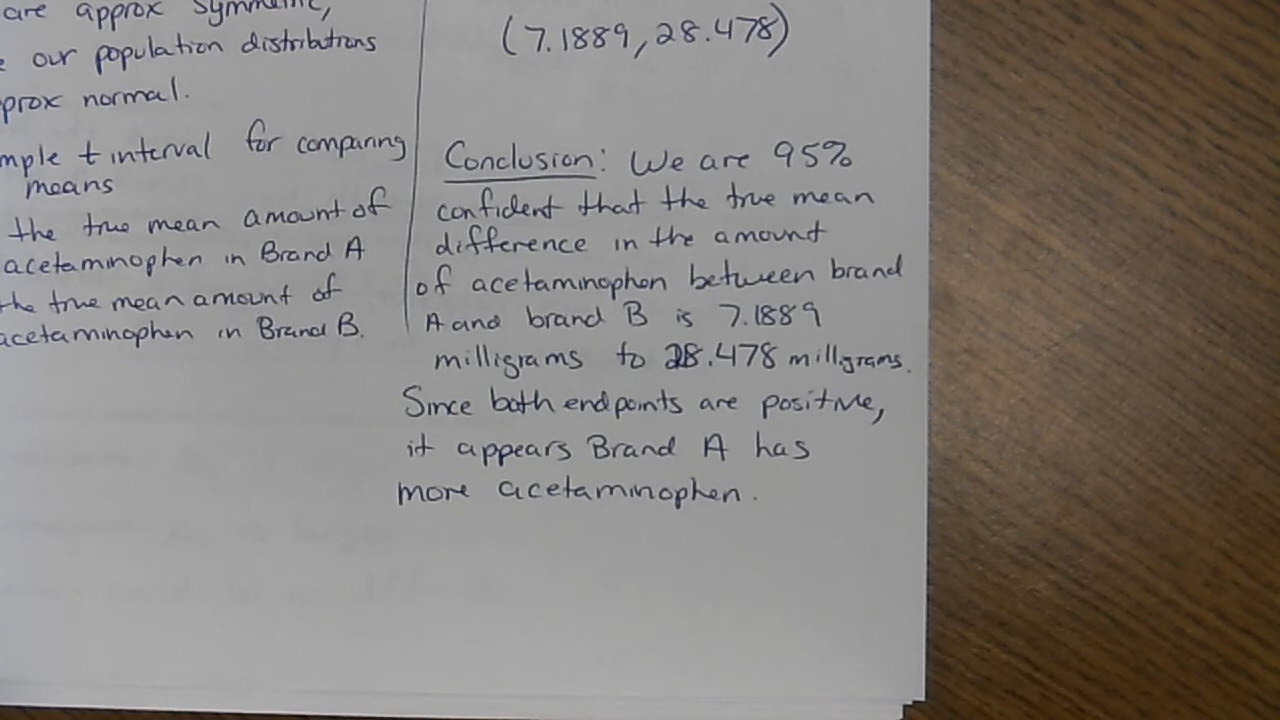 are approx symmetric,
our population distributions
prox normal.
mple t interval for comparing
means
the true mean amount of
acetaminophen in Brand A
the true mean amount of
acetaminophen in Brand B.
(7.1889, 28.478)
Conclusion: We are 95%
confident that the true mean
difference in the amount
of acetaminophen between brand
A and brand B is 7.1889
milligrams to 28.478 milligrams.
Since both endpoints are positive,
it appears Brand A has
more acetaminophen.